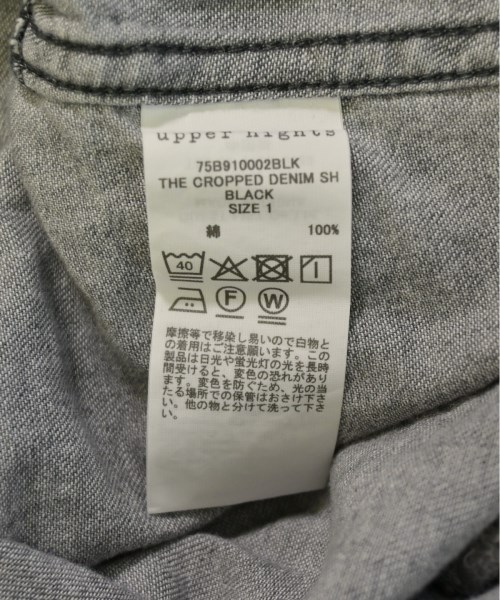 upper hights
75B910002BLK
THE CROPPED DENIM SH
BLACK
SIZE 1
綿 100%
40
F W
摩擦等で移染し易いので白物と
の着用はご注意願います。この
製品は日光や蛍光灯の光を長時
間受けると、変色の恐れがあり
ます。変色を防ぐため、光の当
たる場所での保管はおさけ下さ
い。他の物と分けて洗って下さ
い。